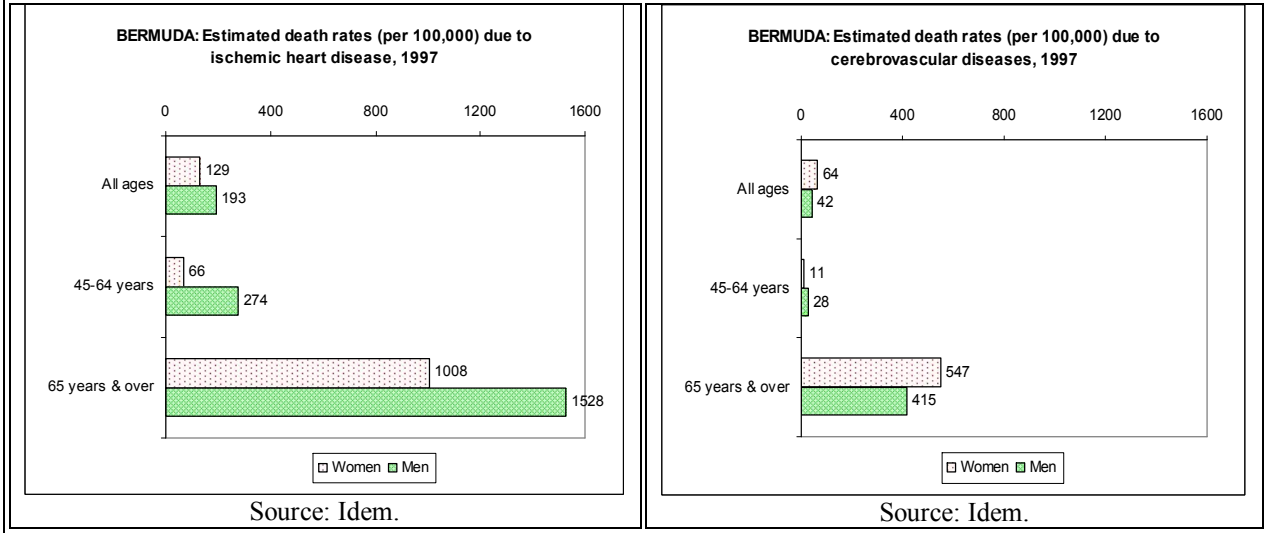 BERMUDA: Estimated death rates (per 100,000) due to
ischemic heart disease, 1997
0 400 800 1200 1600
All ages
129
193
45-64 years
66
274
65 years & over
1008
1528
Women Men
Source: Idem.
BERMUDA: Estimated death rates (per 100,000) due to
cerebrovascular diseases, 1997
0 400 800 1200 1600
All ages
64
42
45-64 years
11
28
65 years & over
547
415
Women Men
Source: Idem.